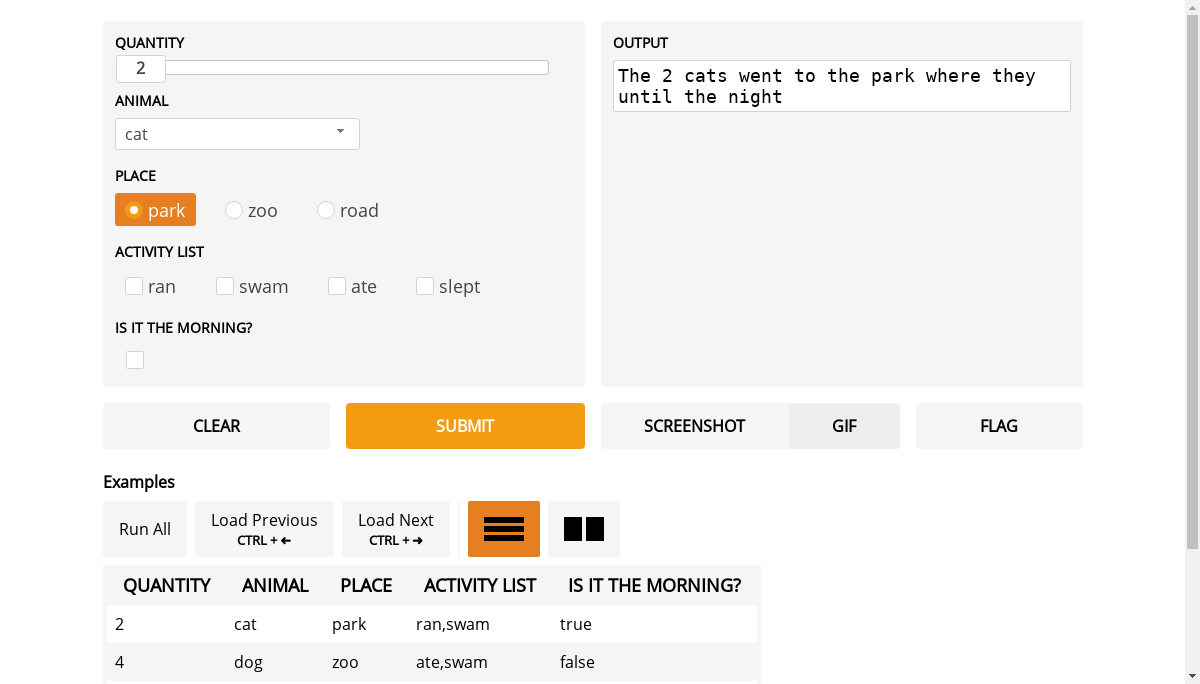 QUANTITY
2
ANIMAL
cat
PLACE
park zoo road
ACTIVITY LIST
ran swam ate slept
IS IT THE MORNING?
OUTPUT
The 2 cats went to the park where they
until the night
CLEAR SUBMIT SCREENSHOT GIF FLAG
Examples
Run All Load Previous Load Next
CTRL + ← CTRL + →
QUANTITY ANIMAL PLACE ACTIVITY LIST IS IT THE MORNING?
2 cat park ran,swam true
4 dog zoo ate,swam false